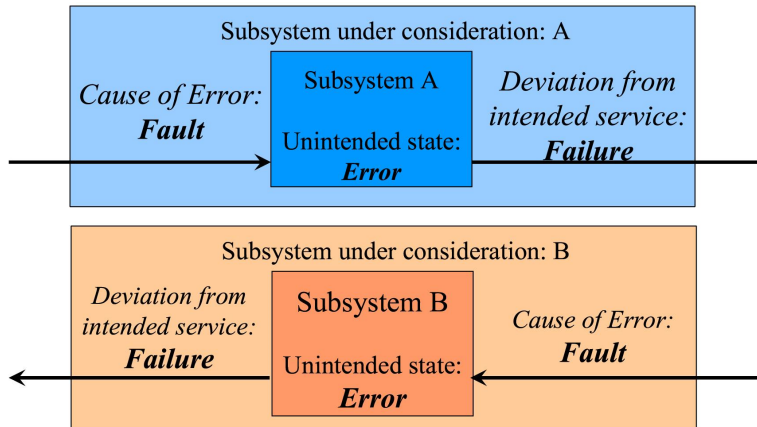 Subsystem under consideration: A
Cause of Error:
Fault
Subsystem A
Unintended state:
Error
Deviation from
intended service:
Failure
Subsystem under consideration: B
Deviation from
intended service:
Failure
Subsystem B
Unintended state:
Error
Cause of Error:
Fault